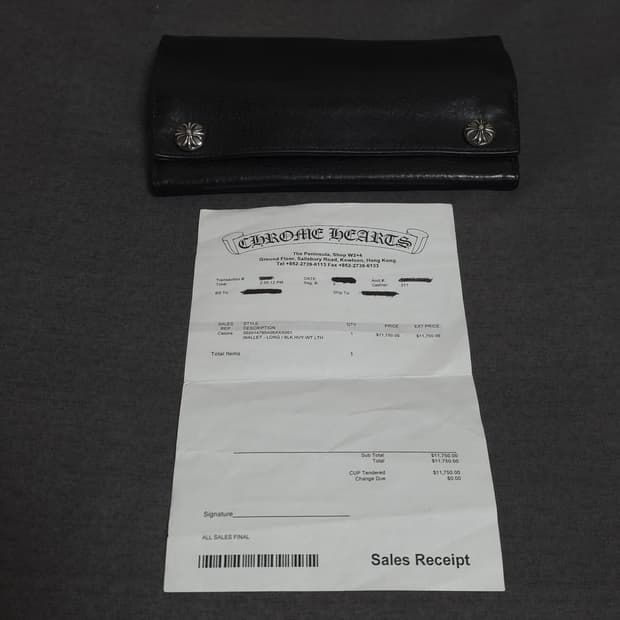 CHROME HEARTS
The Peninsula, Shop W2+4
Ground Floor, Salisbury Road, Kowloon, Hong Kong
Tel +852-2739-6113 Fax +852-2739-6133
Transaction # DATE: Acct #:
Time: 2:05:12 PM Reg. #: Cashier:
Bill To: Ship To:
SALES STYLE QTY PRICE EXT PRICE
REP DESCRIPTION
1 $11,750.00 $11,750.00
WALLET - LONG / BLK HVY WT LTH
Total Items 1
Sub Total $11,750.00
Total $11,750.00
CUP Tendered $11,750.00
Change Due $0.00
Signature
ALL SALES FINAL
Sales Receipt